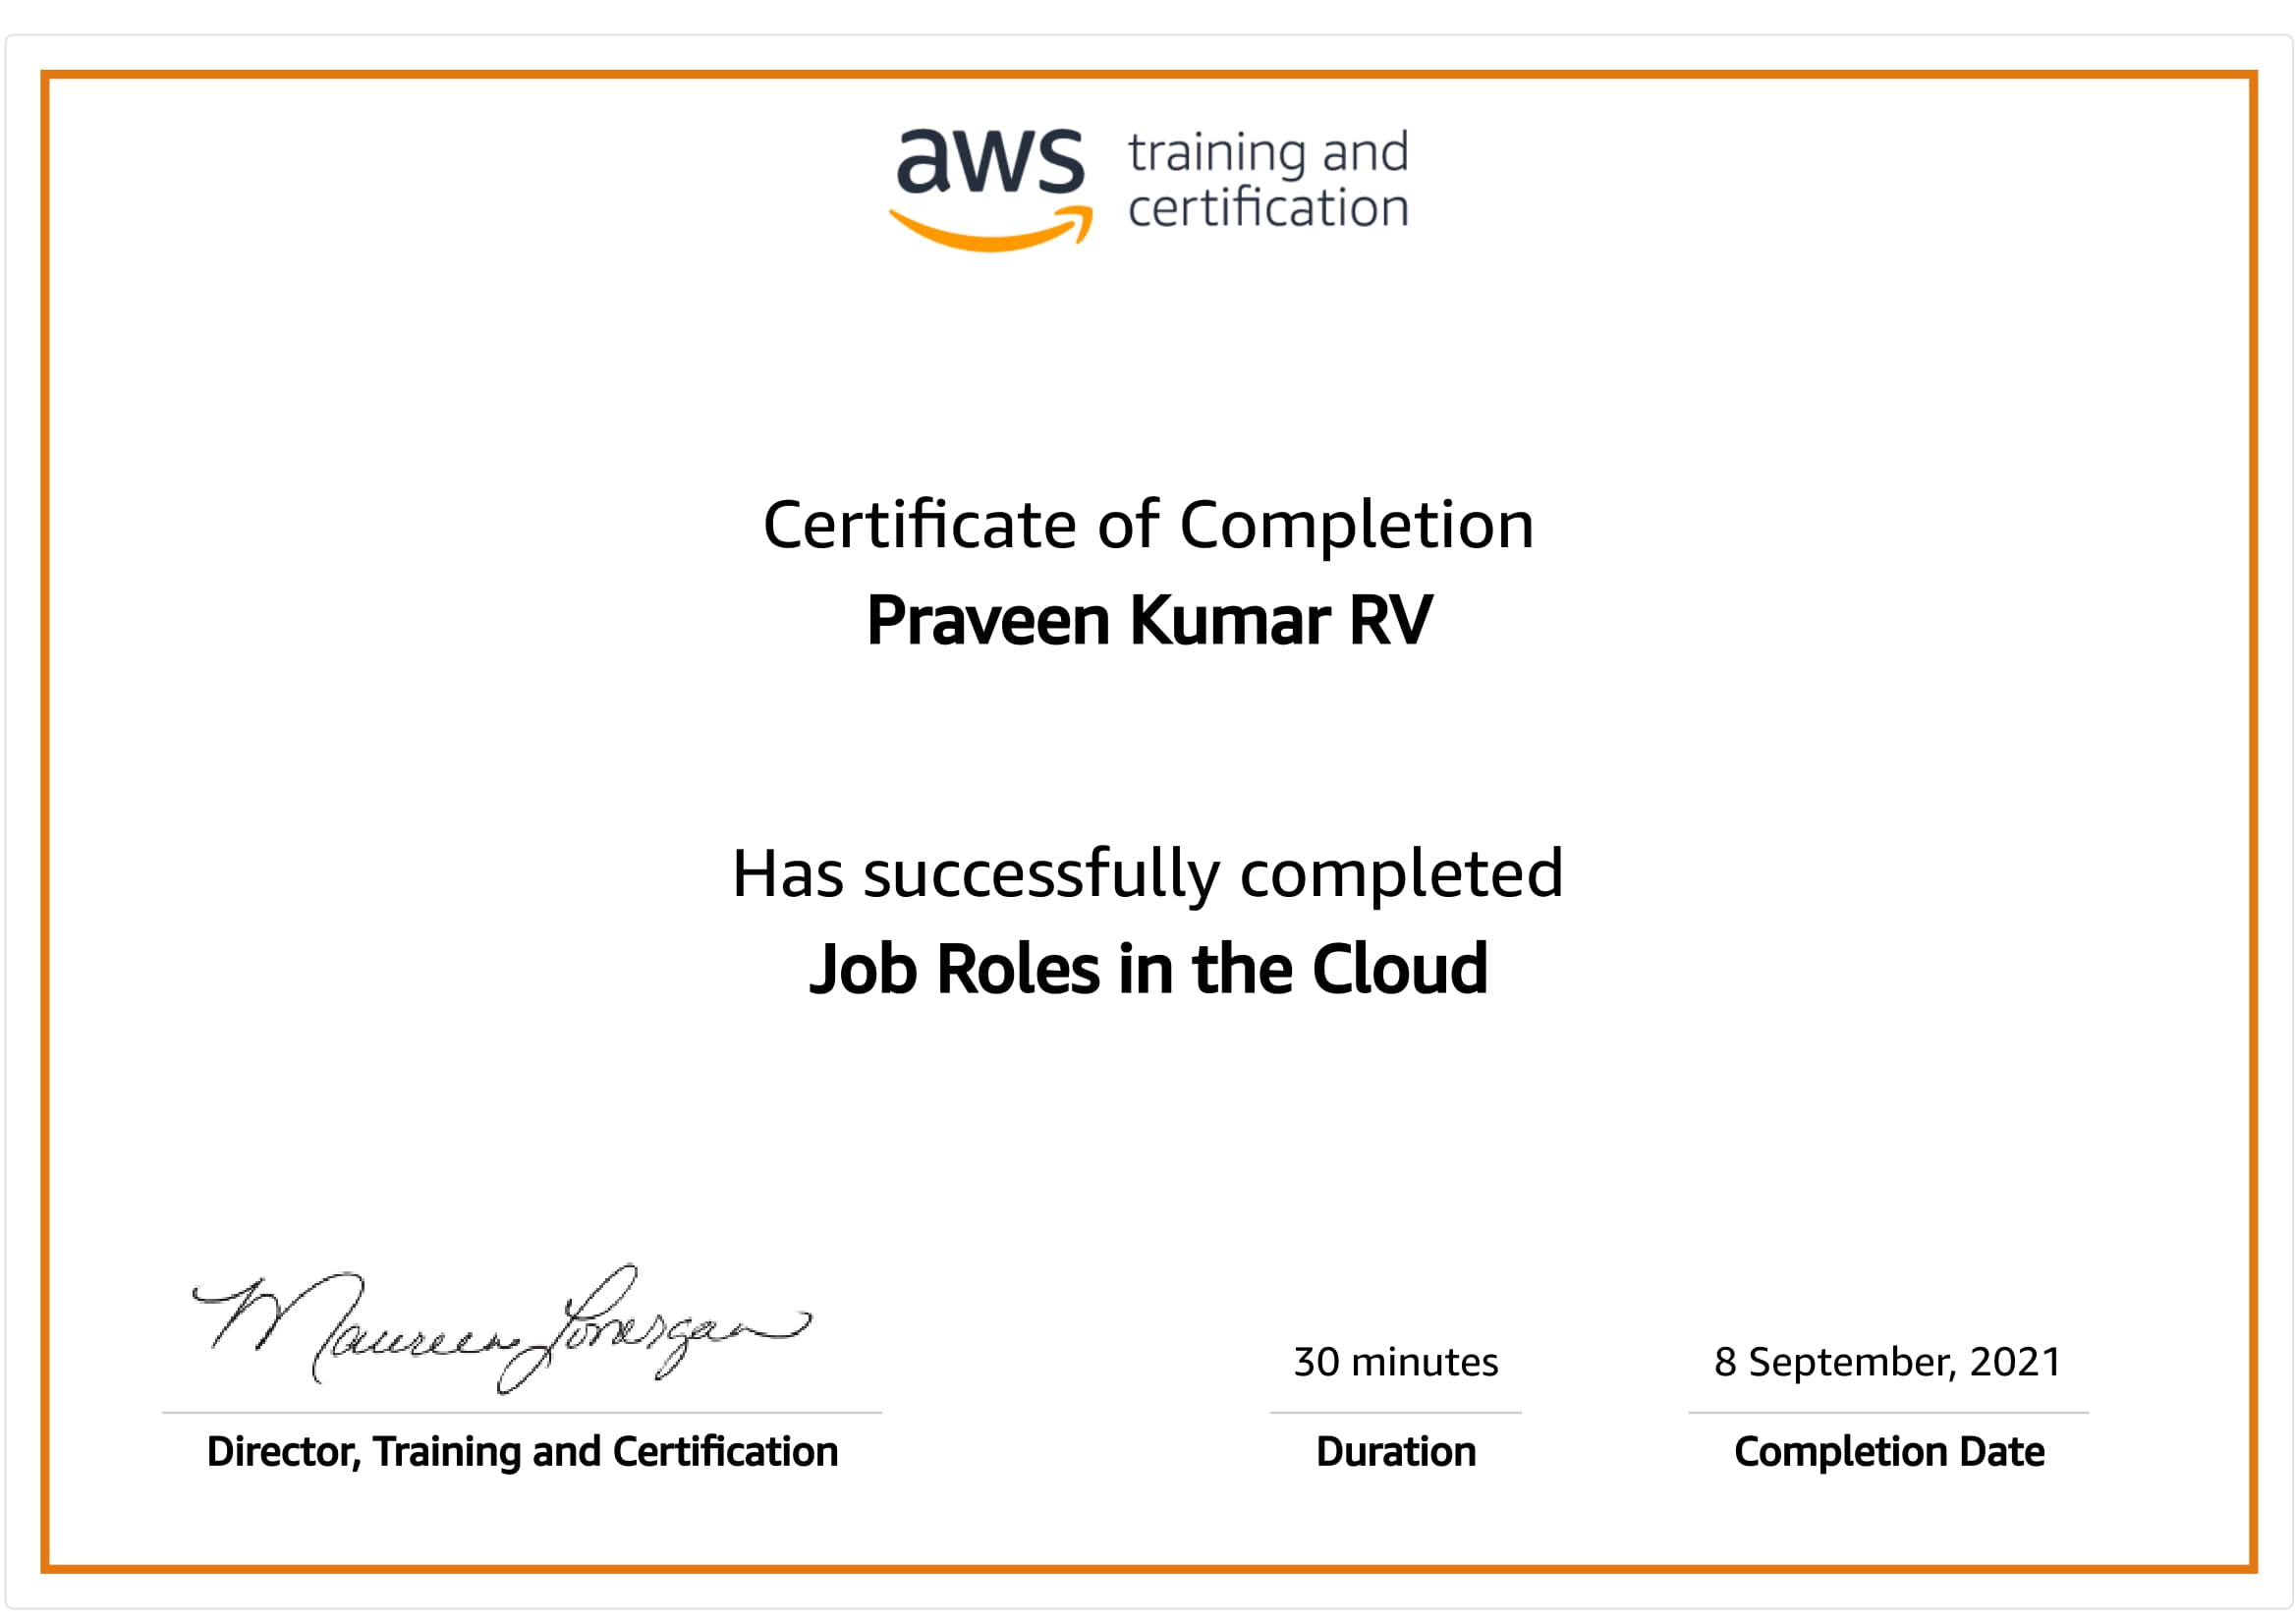 aws training and
certification
Certificate of Completion
Praveen Kumar RV
Has successfully completed
Job Roles in the Cloud
Maureen Lonergan
30 minutes
8 September, 2021
Director, Training and Certification
Duration
Completion Date